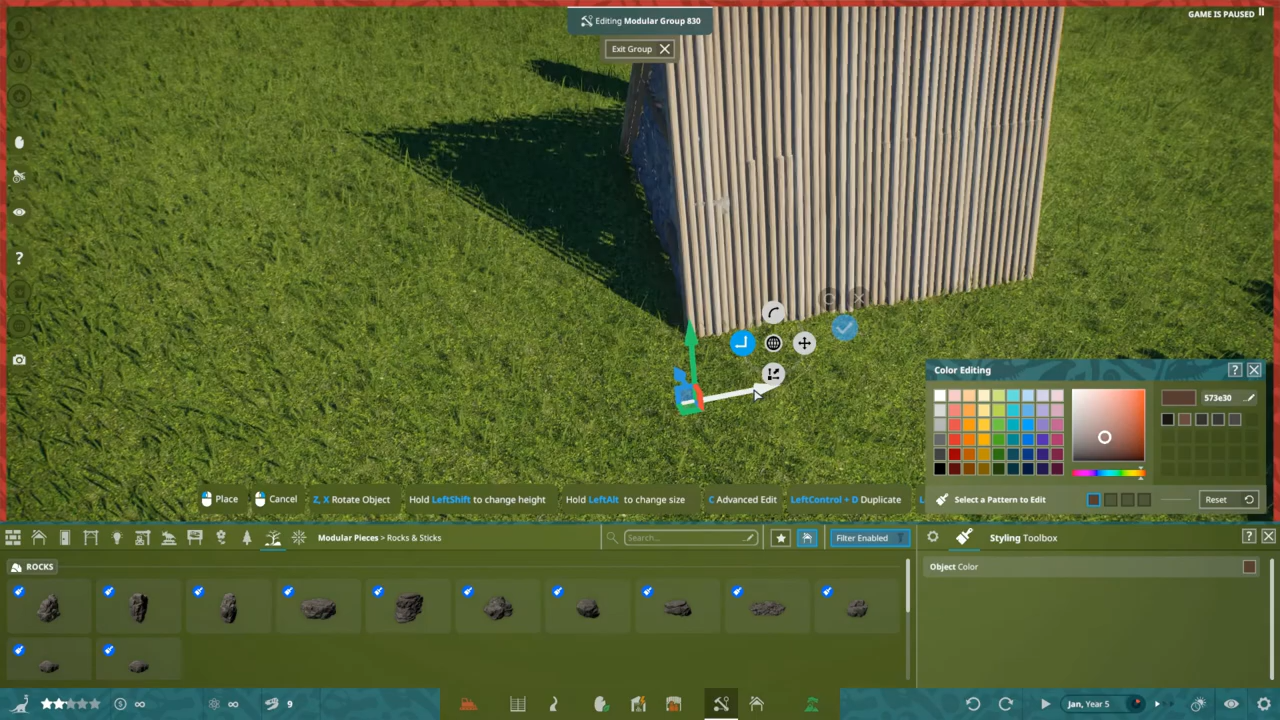 Editing Modular Group 830
GAME IS PAUSED
Exit Group
?
Color Editing
?
573e30
Place
Cancel
Z, X Rotate Object
Hold LeftShift to change height
Hold LeftAlt to change size
C Advanced Edit
LeftControl + D Duplicate
Select a Pattern to Edit
Reset
Modular Pieces > Rocks & Sticks
Search...
Filter Enabled
Styling Toolbox
?
ROCKS
Object Color
∞
∞
9
Jan, Year 5